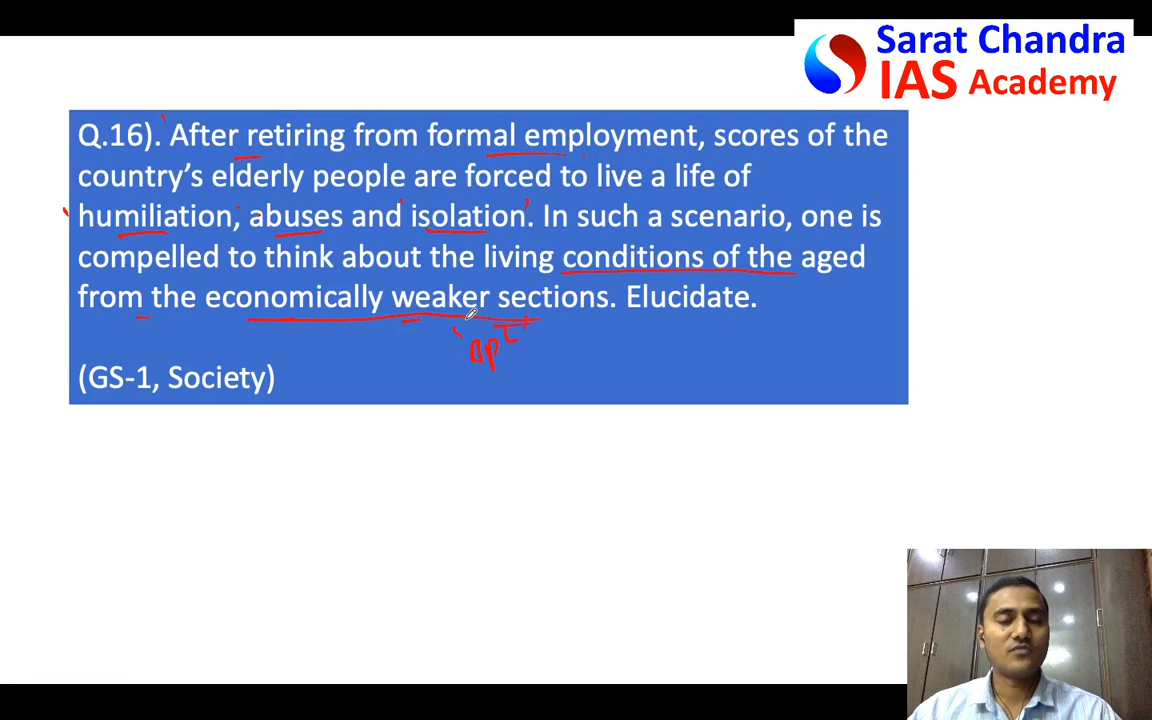 Sarat Chandra
IAS Academy
Q.16). After retiring from formal employment, scores of the
country's elderly people are forced to live a life of
humiliation, abuses and isolation. In such a scenario, one is
compelled to think about the living conditions of the aged
from the economically weaker sections. Elucidate.
(GS-1, Society)